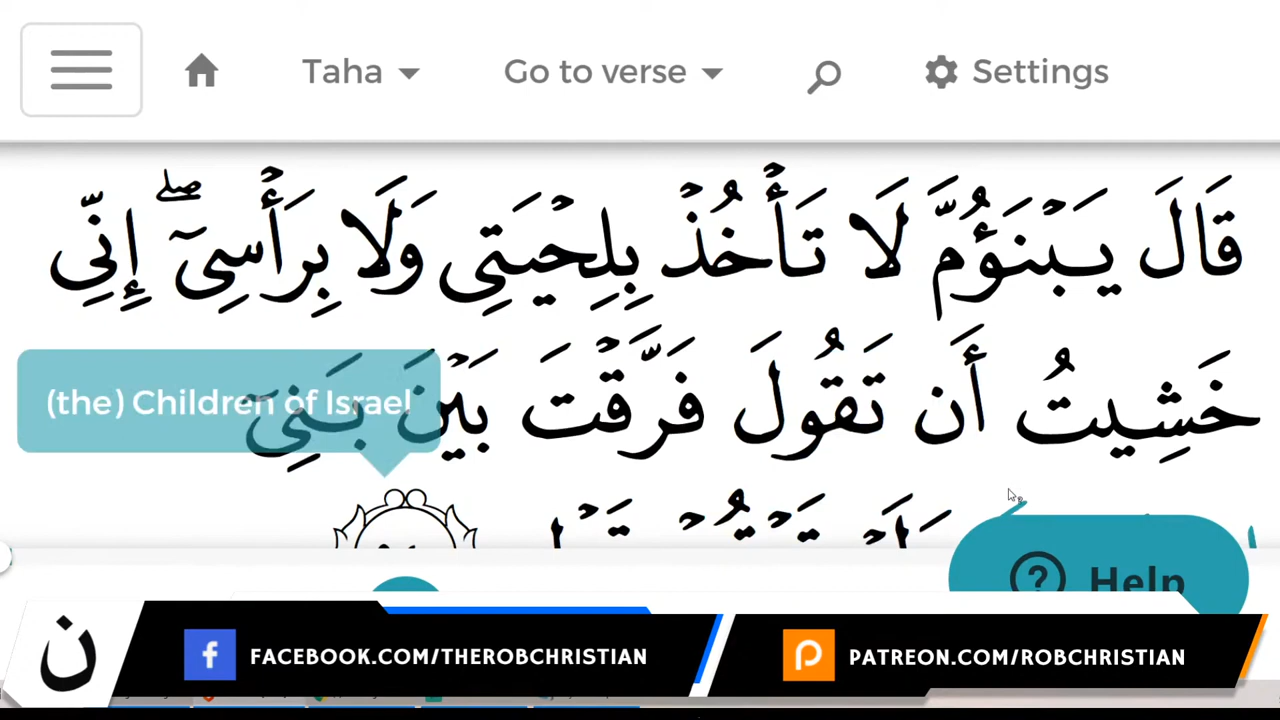 Taha Go to verse Settings
قَالَ يَبْنَؤُمَّ لَا تَأْخُذْ بِلِحْيَتِى وَلَا بِرَأْسِىٓ ۖ إِنِّى
خَشِيتُ أَن تَقُولَ فَرَّقْتَ بَيْنَ بَنِىٓ
(the) Children of Israel
Help
ن
FACEBOOK.COM/THEROBCHRISTIAN
PATREON.COM/ROBCHRISTIAN